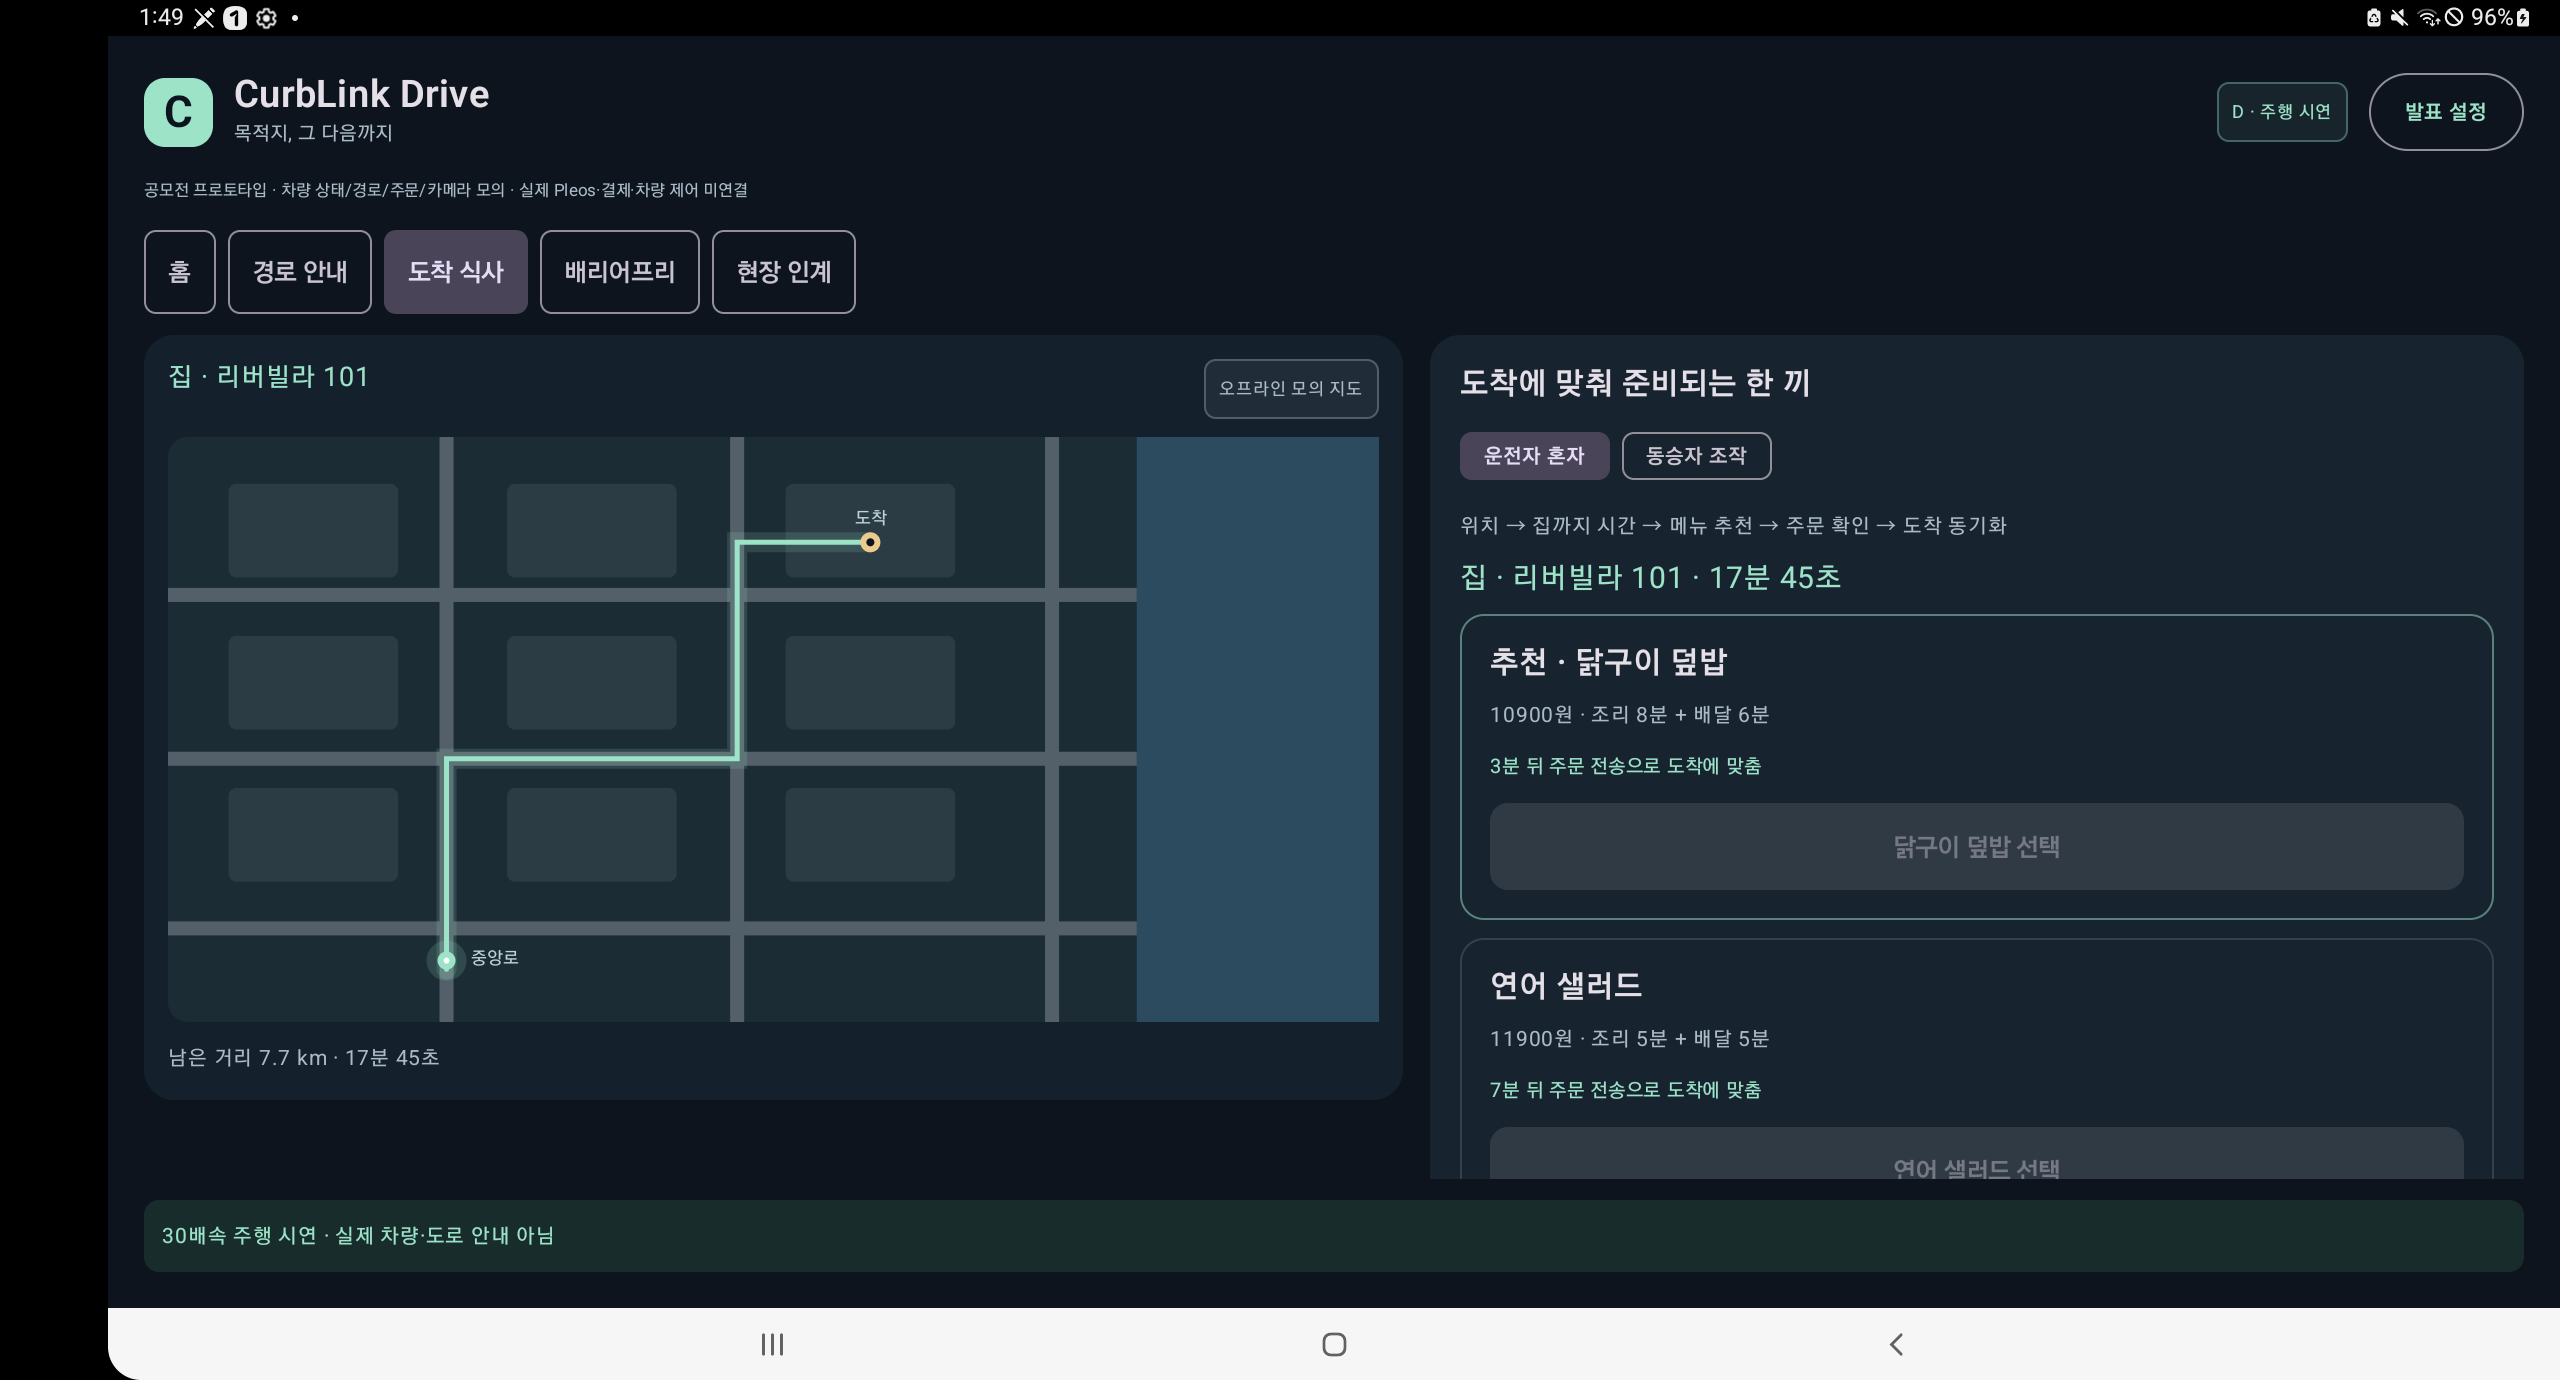 1:49
96%
C
CurbLink Drive
목적지, 그 다음까지
D · 주행 시연
발표 설정
공모전 프로토타입 · 차량 상태/경로/주문/카메라 모의 · 실제 Pleos·결제·차량 제어 미연결
홈
경로 안내
도착 식사
배리어프리
현장 인계
집 · 리버빌라 101
오프라인 모의 지도
도착
중앙로
남은 거리 7.7 km · 17분 45초
도착에 맞춰 준비되는 한 끼
운전자 혼자
동승자 조작
위치 → 집까지 시간 → 메뉴 추천 → 주문 확인 → 도착 동기화
집 · 리버빌라 101 · 17분 45초
추천 · 닭구이 덮밥
10900원 · 조리 8분 + 배달 6분
3분 뒤 주문 전송으로 도착에 맞춤
닭구이 덮밥 선택
연어 샐러드
11900원 · 조리 5분 + 배달 5분
7분 뒤 주문 전송으로 도착에 맞춤
연어 샐러드 선택
30배속 주행 시연 · 실제 차량·도로 안내 아님